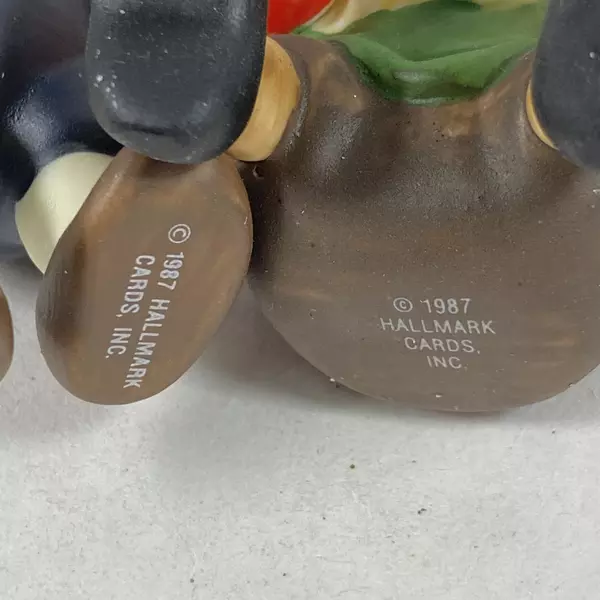 © 1987 HALLMARK
CARDS, INC.
© 1987
HALLMARK
CARDS,
INC.